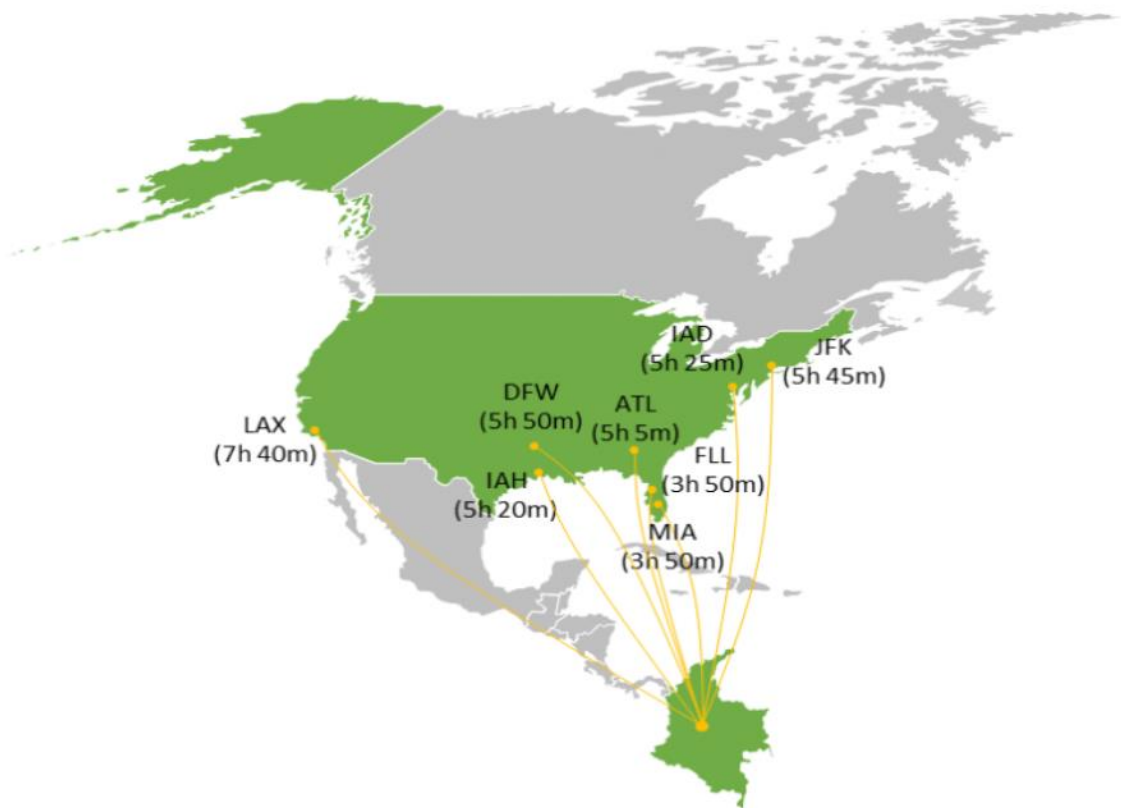 IAD
(5h 25m)
JFK
(5h 45m)
DFW
(5h 50m)
ATL
(5h 5m)
LAX
(7h 40m)
IAH
(5h 20m)
FLL
(3h 50m)
MIA
(3h 50m)